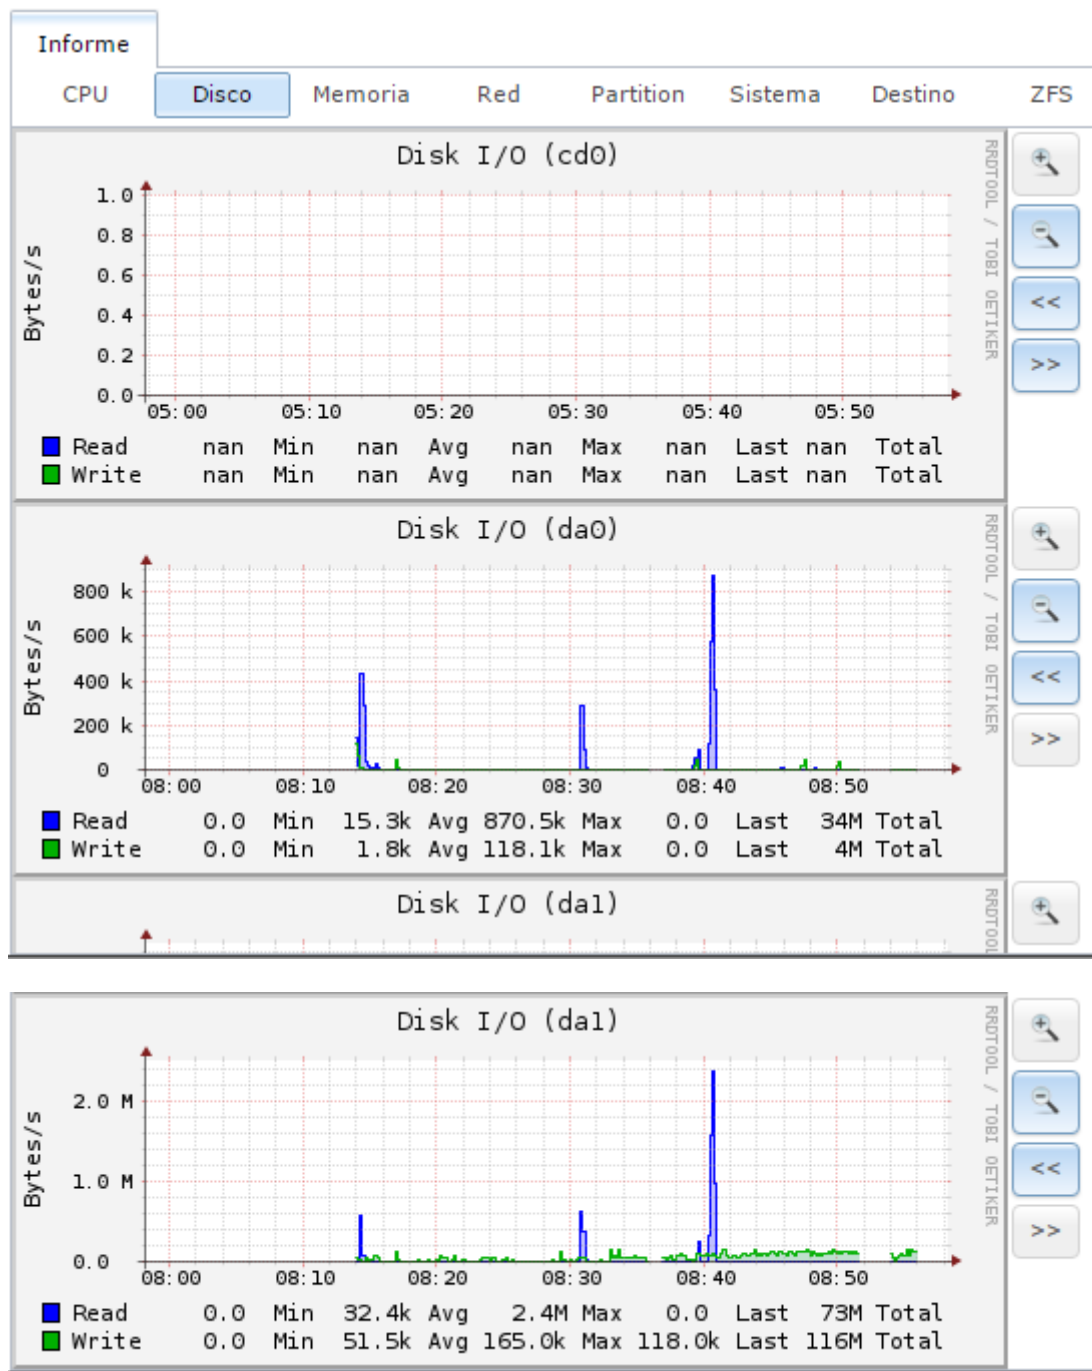 Informe
CPU Disco Memoria Red Partition Sistema Destino ZFS
Disk I/O (cd0)
RRDTOOL / TOBI OETIKER
Bytes/s
1.0
0.8
0.6
0.4
0.2
0.0
05:00 05:10 05:20 05:30 05:40 05:50
Read nan Min nan Avg nan Max nan Last nan Total
Write nan Min nan Avg nan Max nan Last nan Total
<<
>>
Disk I/O (da0)
RRDTOOL / TOBI OETIKER
Bytes/s
800 k
600 k
400 k
200 k
0
08:00 08:10 08:20 08:30 08:40 08:50
Read 0.0 Min 15.3k Avg 870.5k Max 0.0 Last 34M Total
Write 0.0 Min 1.8k Avg 118.1k Max 0.0 Last 4M Total
<<
>>
Disk I/O (da1)
RRDTOOL
Disk I/O (da1)
RRDTOOL / TOBI OETIKER
Bytes/s
2.0 M
1.0 M
0.0
08:00 08:10 08:20 08:30 08:40 08:50
Read 0.0 Min 32.4k Avg 2.4M Max 0.0 Last 73M Total
Write 0.0 Min 51.5k Avg 165.0k Max 118.0k Last 116M Total
<<
>>